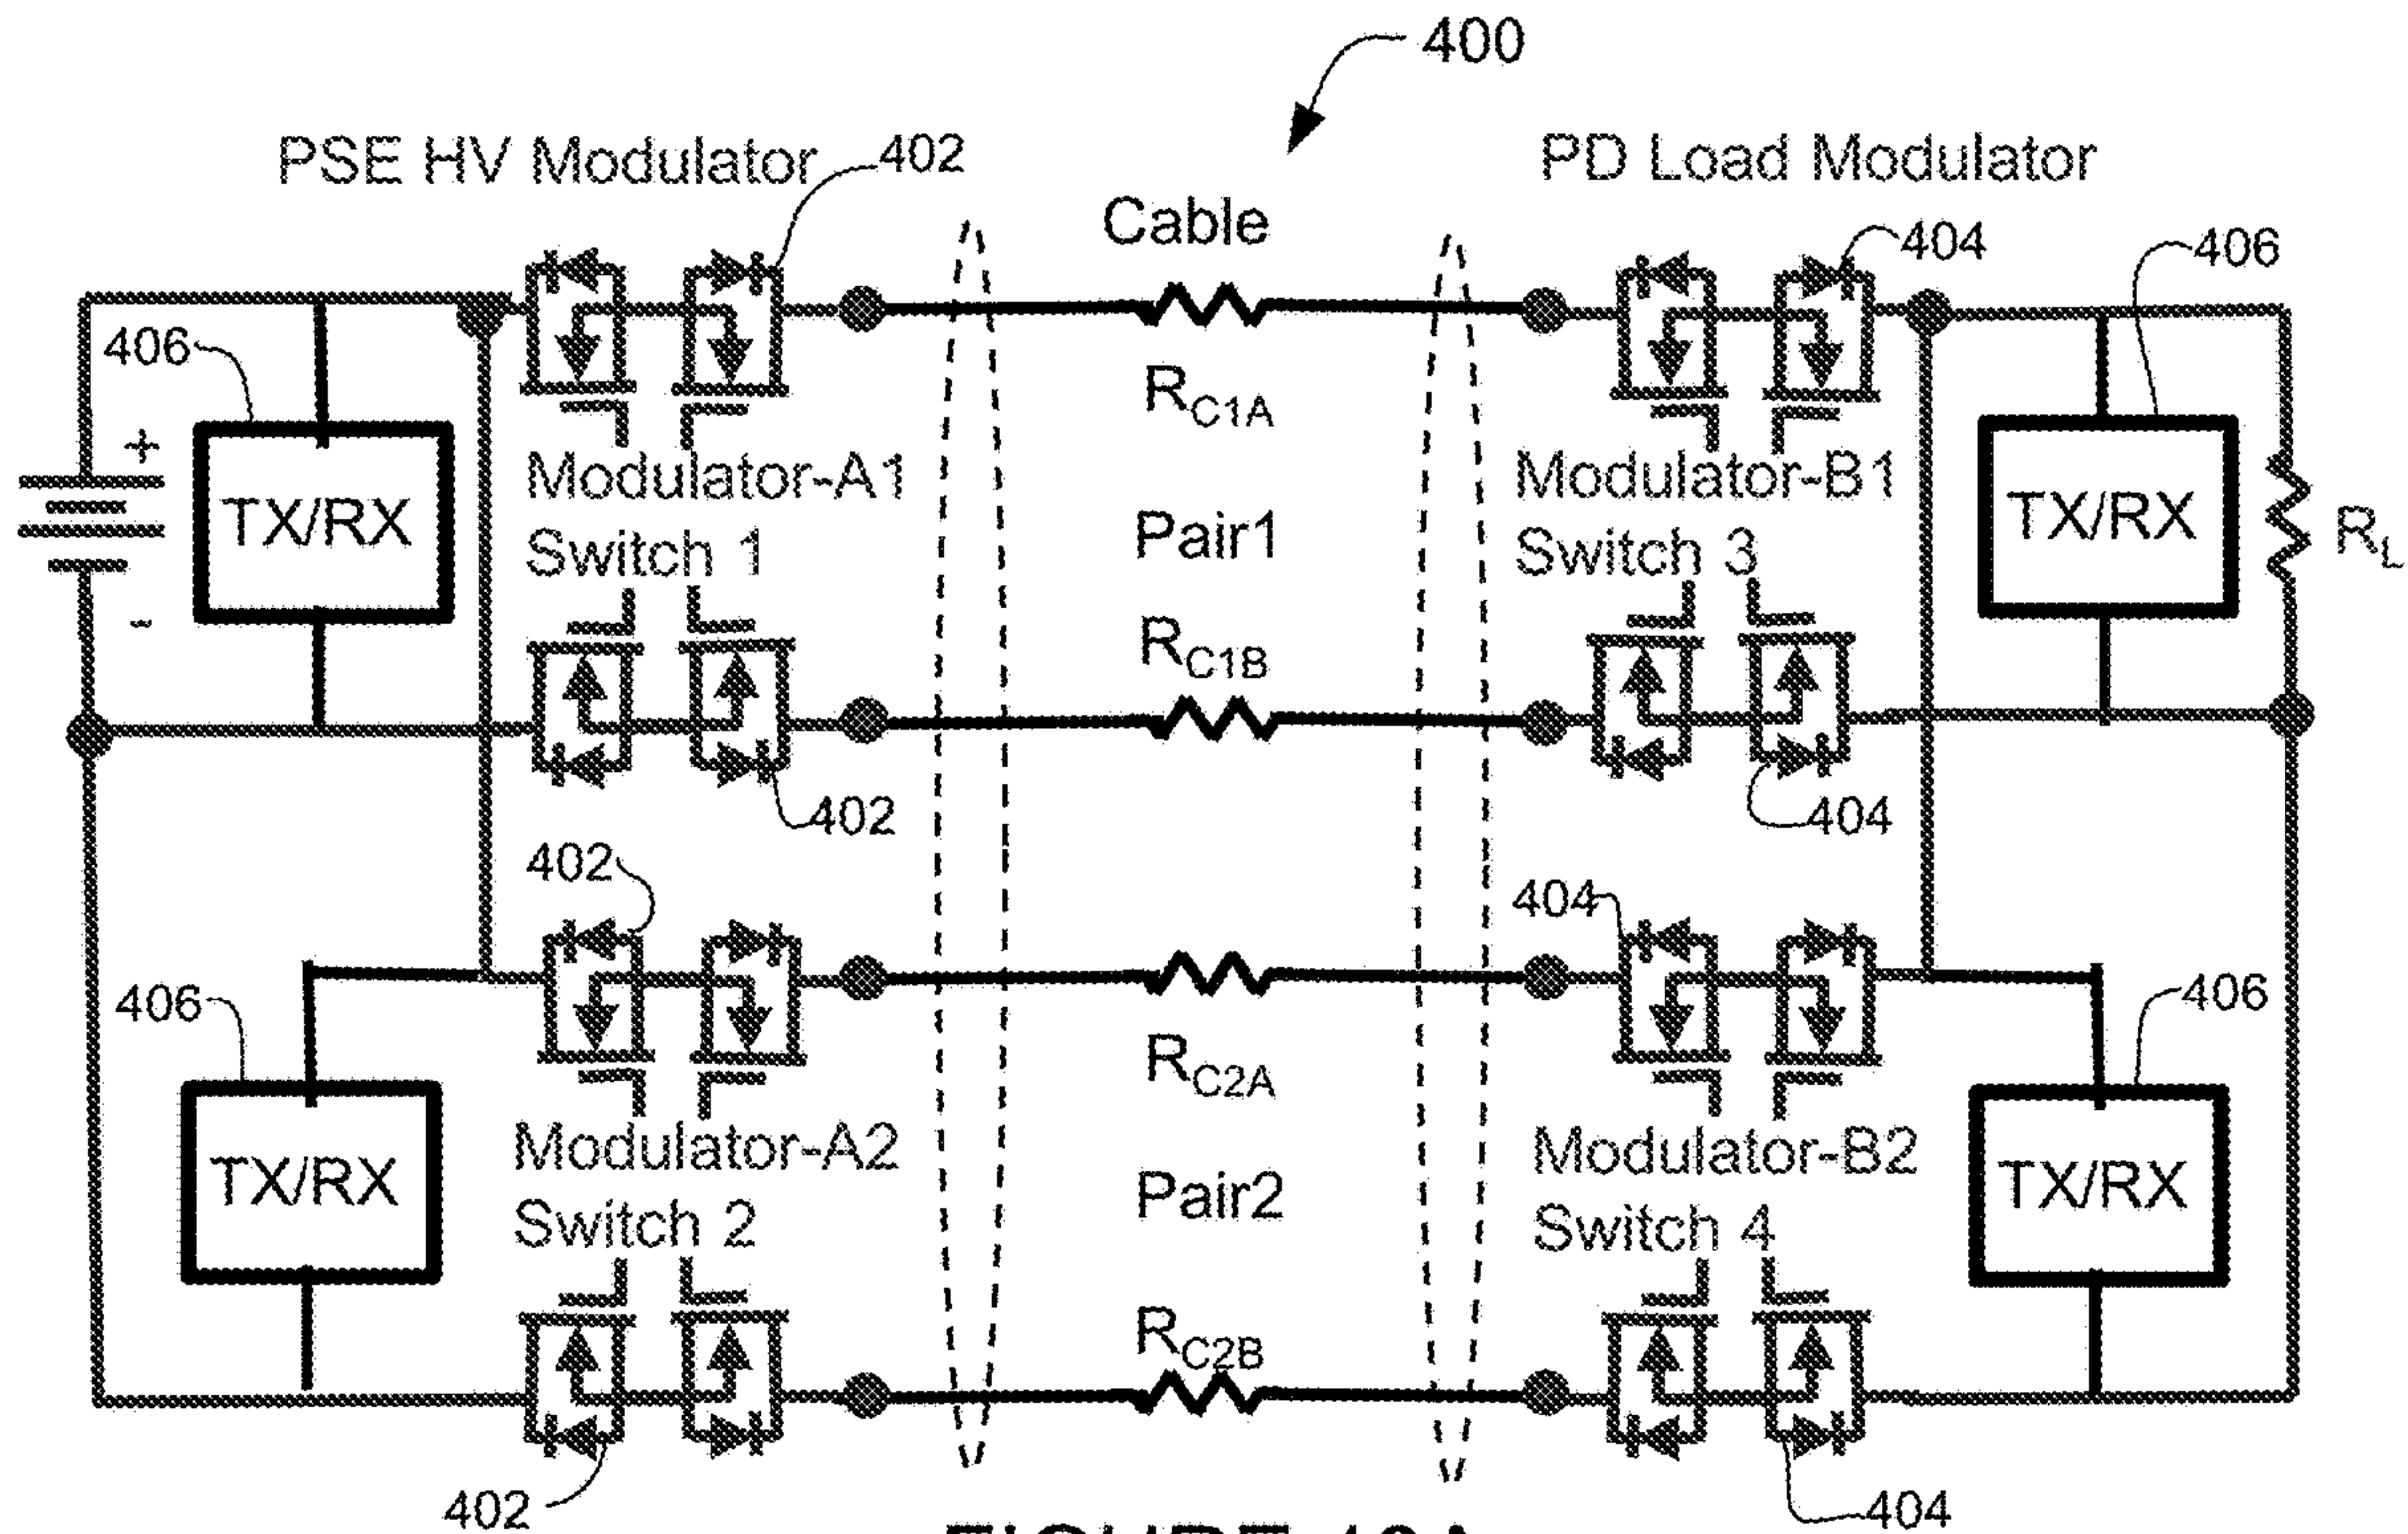 400
PSE HV Modulator
402
PD Load Modulator
Cable
404
406
406
RC1A
+
TX/RX
-
Modulator-A1
Switch 1
Pair1
Modulator-B1
Switch 3
TX/RX
RL
RC1B
402
404
402
404
406
406
RC2A
TX/RX
Modulator-A2
Switch 2
Pair2
Modulator-B2
Switch 4
TX/RX
RC2B
402
404